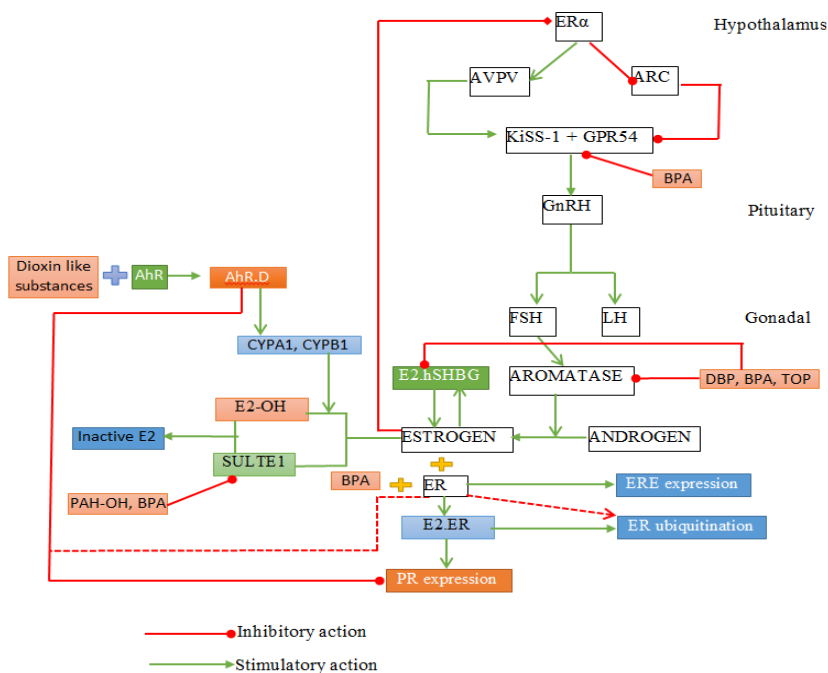 ERα
Hypothalamus
AVPV
ARC
KiSS-1 + GPR54
BPA
GnRH
Pituitary
Dioxin like
substances
AhR
AhR.D
FSH
LH
Gonadal
CYPA1, CYPB1
E2.hSHBG
AROMATASE
DBP, BPA, TOP
E2-OH
Inactive E2
ESTROGEN
ANDROGEN
SULTE1
BPA
ER
ERE expression
PAH-OH, BPA
E2.ER
ER ubiquitination
PR expression
Inhibitory action
Stimulatory action